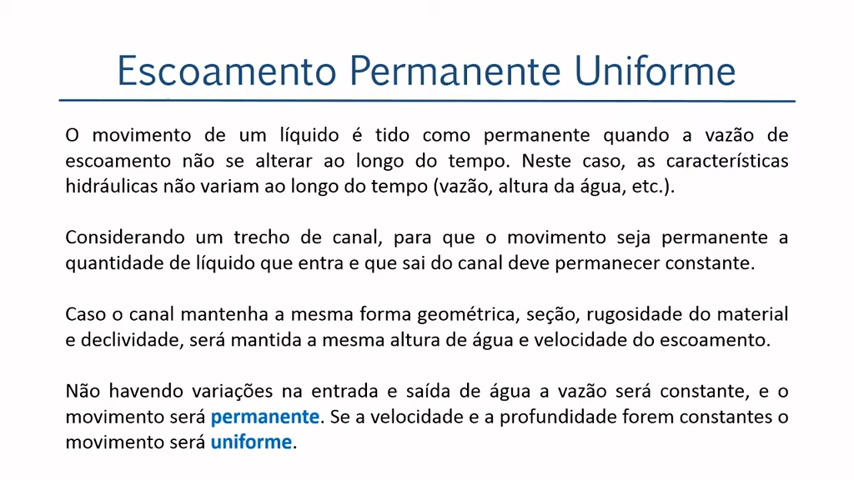 Escoamento Permanente Uniforme
O movimento de um líquido é tido como permanente quando a vazão de
escoamento não se alterar ao longo do tempo. Neste caso, as características
hidráulicas não variam ao longo do tempo (vazão, altura da água, etc.).
Considerando um trecho de canal, para que o movimento seja permanente a
quantidade de líquido que entra e que sai do canal deve permanecer constante.
Caso o canal mantenha a mesma forma geométrica, seção, rugosidade do material
e declividade, será mantida a mesma altura de água e velocidade do escoamento.
Não havendo variações na entrada e saída de água a vazão será constante, e o
movimento será permanente. Se a velocidade e a profundidade forem constantes o
movimento será uniforme.